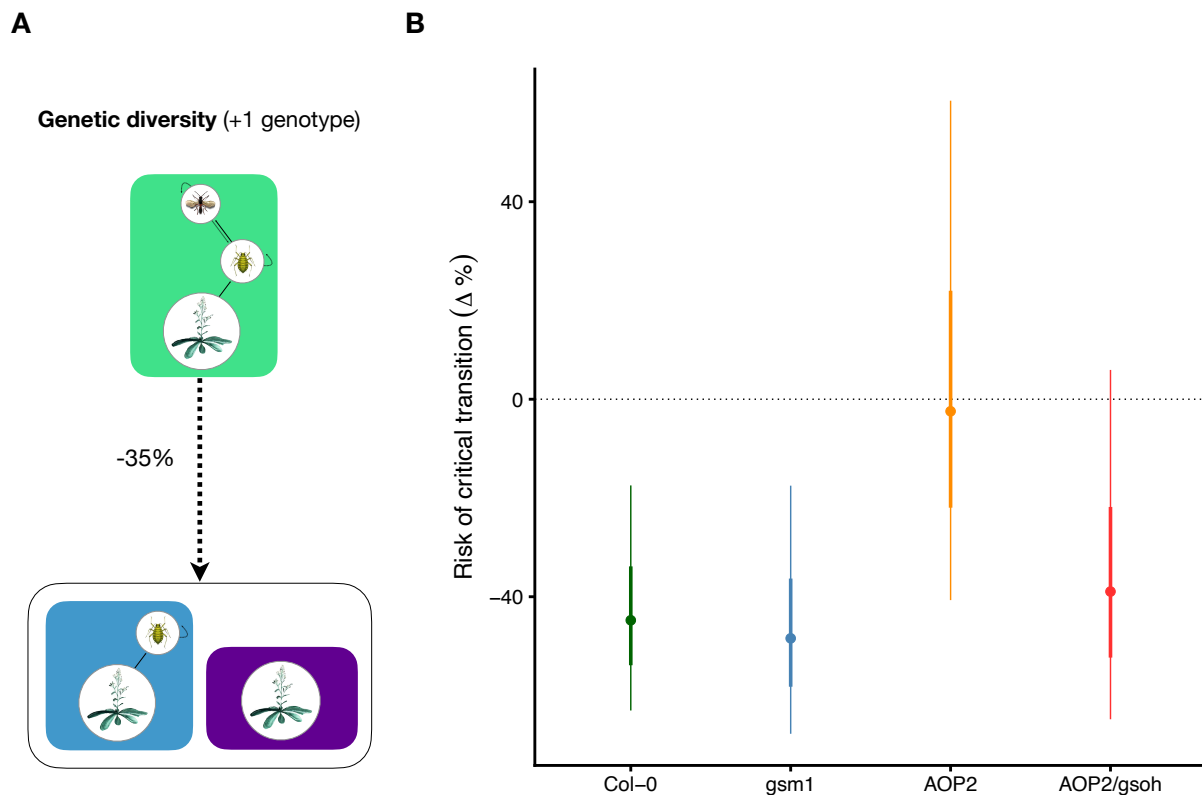 A
B
Genetic diversity (+1 genotype)
-35%
Risk of critical transition (Δ %)
40
0
−40
Col−0
gsm1
AOP2
AOP2/gsoh